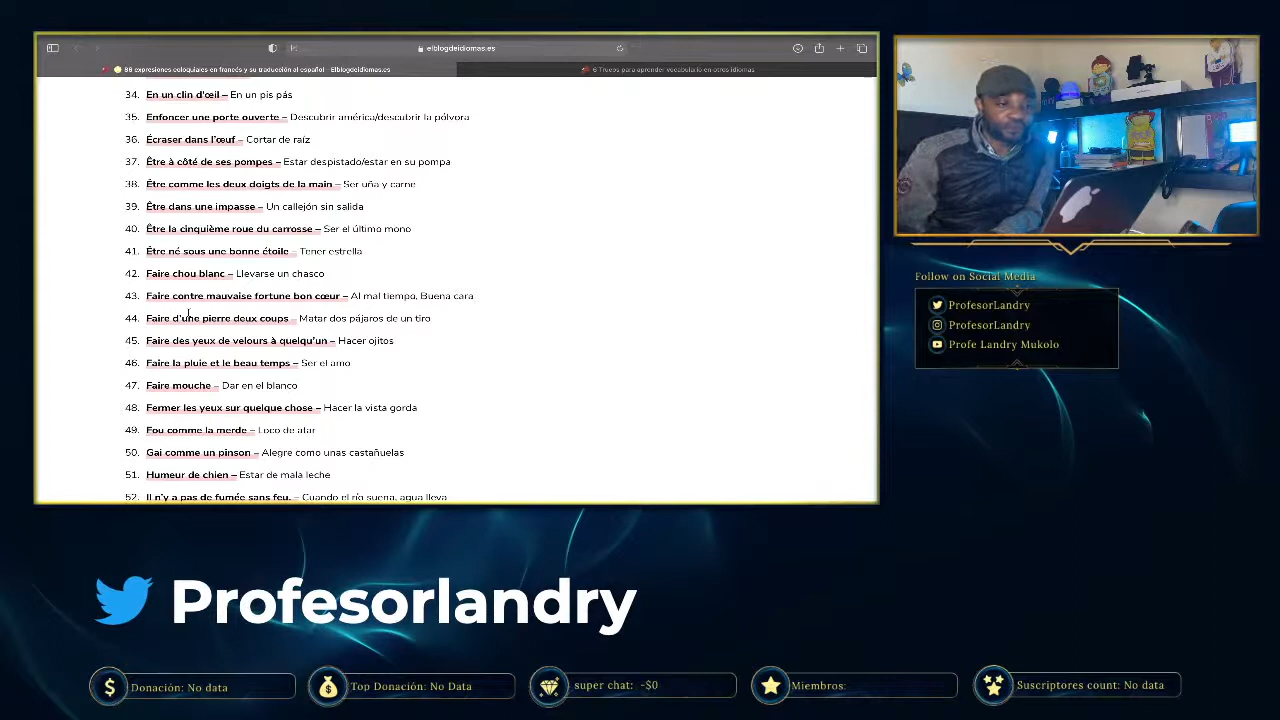 elblogdeidiomas.es
86 expresiones coloquiales en francés y su traducción al español - Elblogdeidiomas.es
6 Trucos para aprender vocabulario en otros idiomas
34. En un clin d'œil – En un pis pás
35. Enfoncer une porte ouverte – Descubrir américa/descubrir la pólvora
36. Écraser dans l'œuf – Cortar de raíz
37. Être à côté de ses pompes – Estar despistado/estar en su pompa
38. Être comme les deux doigts de la main – Ser uña y carne
39. Être dans une impasse – Un callejón sin salida
40. Être la cinquième roue du carrosse – Ser el último mono
41. Être né sous une bonne étoile – Tener estrella
42. Faire chou blanc – Llevarse un chasco
43. Faire contre mauvaise fortune bon cœur – Al mal tiempo, Buena cara
44. Faire d'une pierre deux coups – Matar dos pájaros de un tiro
45. Faire des yeux de velours à quelqu'un – Hacer ojitos
46. Faire la pluie et le beau temps – Ser el amo
47. Faire mouche – Dar en el blanco
48. Fermer les yeux sur quelque chose – Hacer la vista gorda
49. Fou comme la merde – Loco de atar
50. Gai comme un pinson – Alegre como unas castañuelas
51. Humeur de chien – Estar de mala leche
52. Il n'y a pas de fumée sans feu. – Cuando el río suena, agua lleva
Follow on Social Media
ProfesorLandry
ProfesorLandry
Profe Landry Mukolo
Profesorlandry
Donación: No data
Top Donación: No Data
super chat: -$0
Miembros:
Suscriptores count: No data